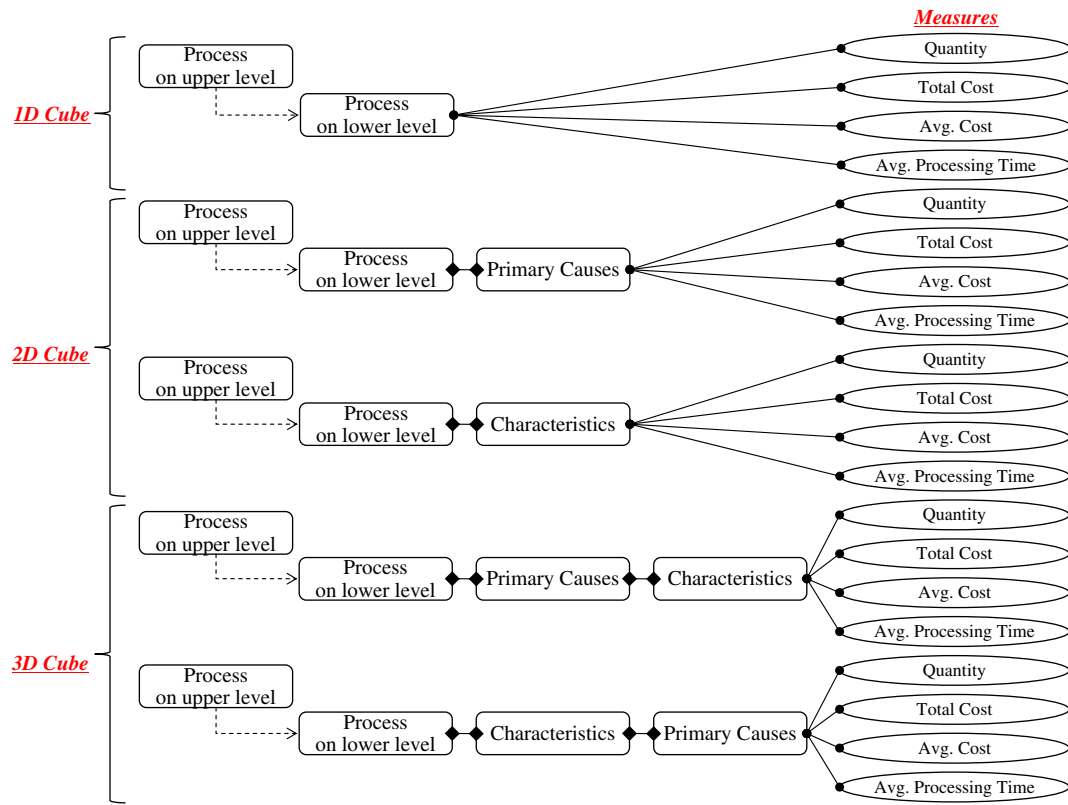 Measures
1D Cube
Process
on upper level
Process
on lower level
Quantity
Total Cost
Avg. Cost
Avg. Processing Time
2D Cube
Process
on upper level
Process
on lower level
Primary Causes
Quantity
Total Cost
Avg. Cost
Avg. Processing Time
Process
on upper level
Process
on lower level
Characteristics
Quantity
Total Cost
Avg. Cost
Avg. Processing Time
3D Cube
Process
on upper level
Process
on lower level
Primary Causes
Characteristics
Quantity
Total Cost
Avg. Cost
Avg. Processing Time
Process
on upper level
Process
on lower level
Characteristics
Primary Causes
Quantity
Total Cost
Avg. Cost
Avg. Processing Time